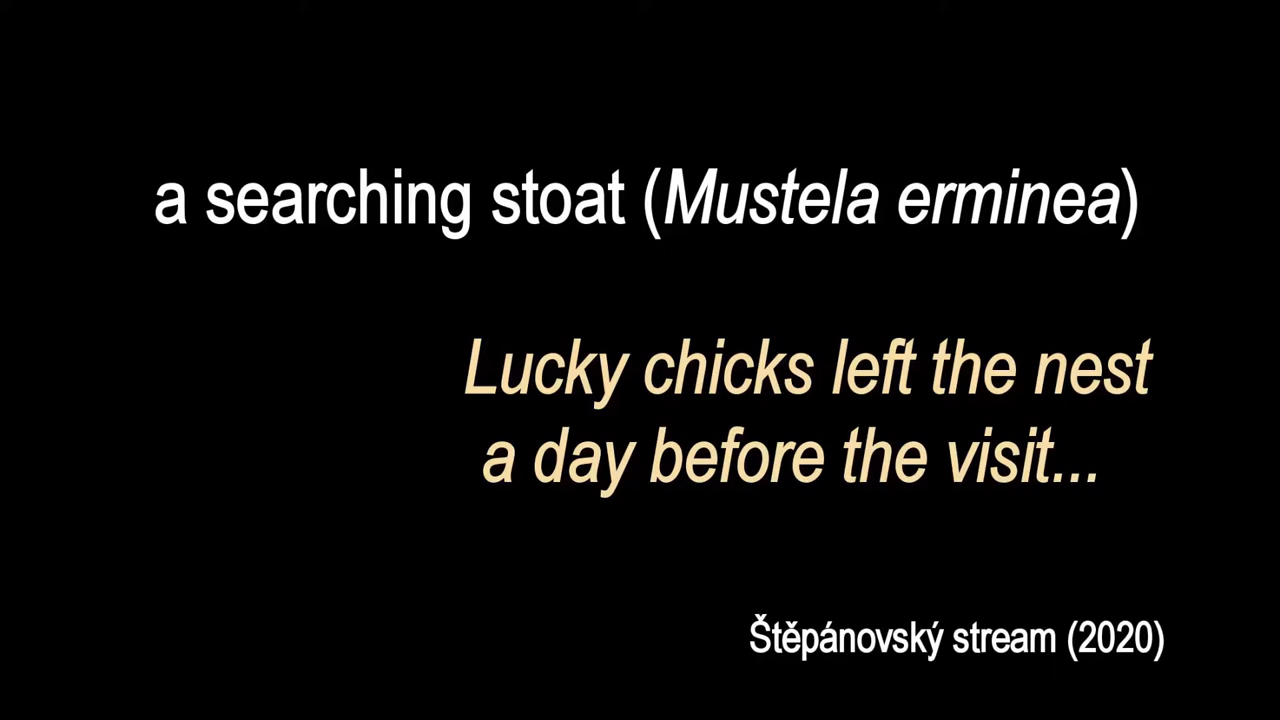 a searching stoat (Mustela erminea)
Lucky chicks left the nest
a day before the visit...
Štěpánovský stream (2020)